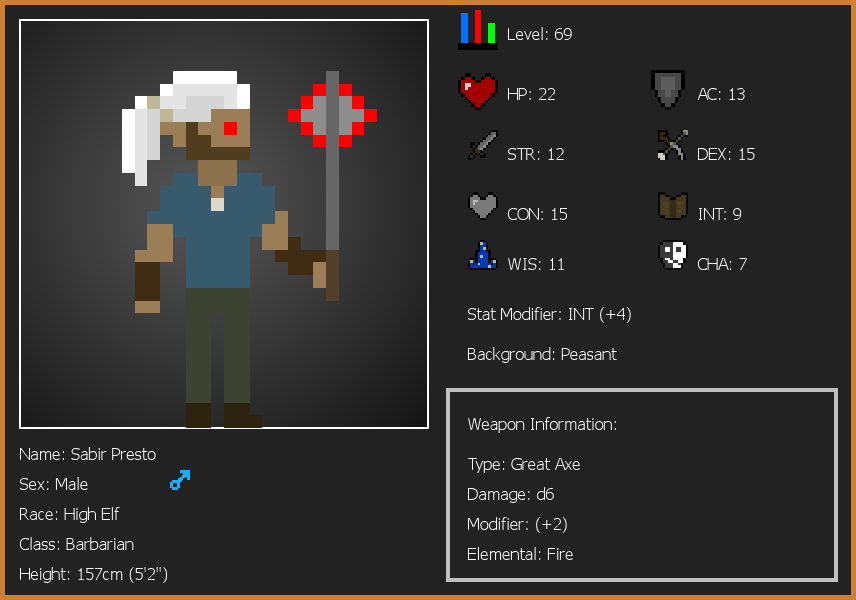 Level: 69
HP: 22
AC: 13
STR: 12
DEX: 15
CON: 15
INT: 9
WIS: 11
CHA: 7
Stat Modifier: INT (+4)
Background: Peasant
Weapon Information:
Type: Great Axe
Damage: d6
Modifier: (+2)
Elemental: Fire
Name: Sabir Presto
Sex: Male
Race: High Elf
Class: Barbarian
Height: 157cm (5'2")